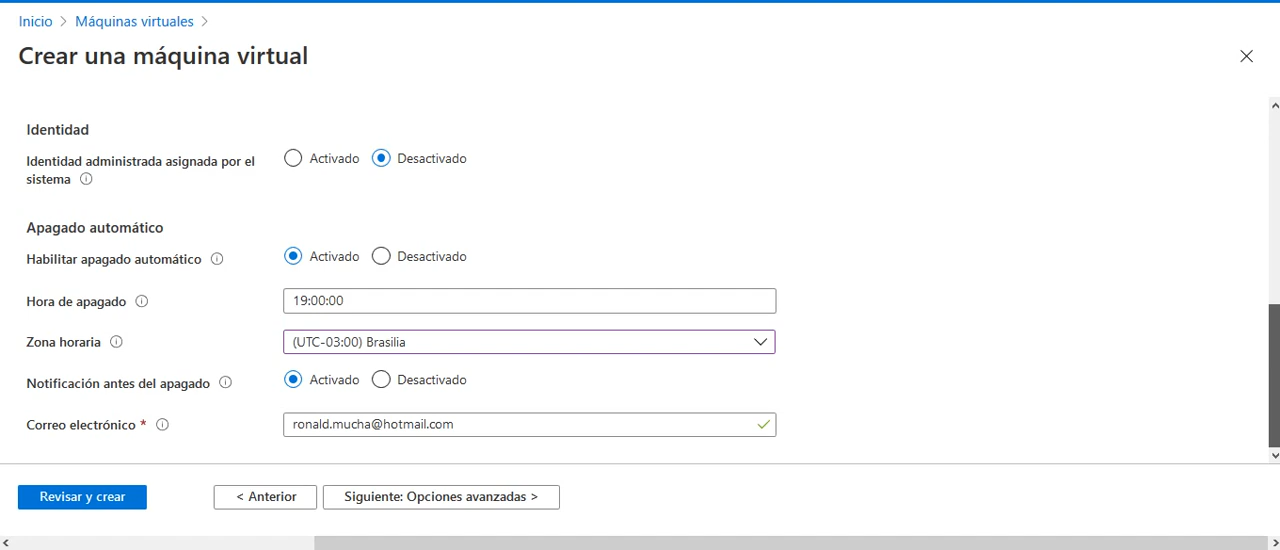 Inicio > Máquinas virtuales >
Crear una máquina virtual
Identidad
Identidad administrada asignada por el sistema
Activado Desactivado
Apagado automático
Habilitar apagado automático Activado Desactivado
Hora de apagado 19:00:00
Zona horaria (UTC-03:00) Brasilia
Notificación antes del apagado Activado Desactivado
Correo electrónico * ronald.mucha@hotmail.com
Revisar y crear < Anterior Siguiente: Opciones avanzadas >